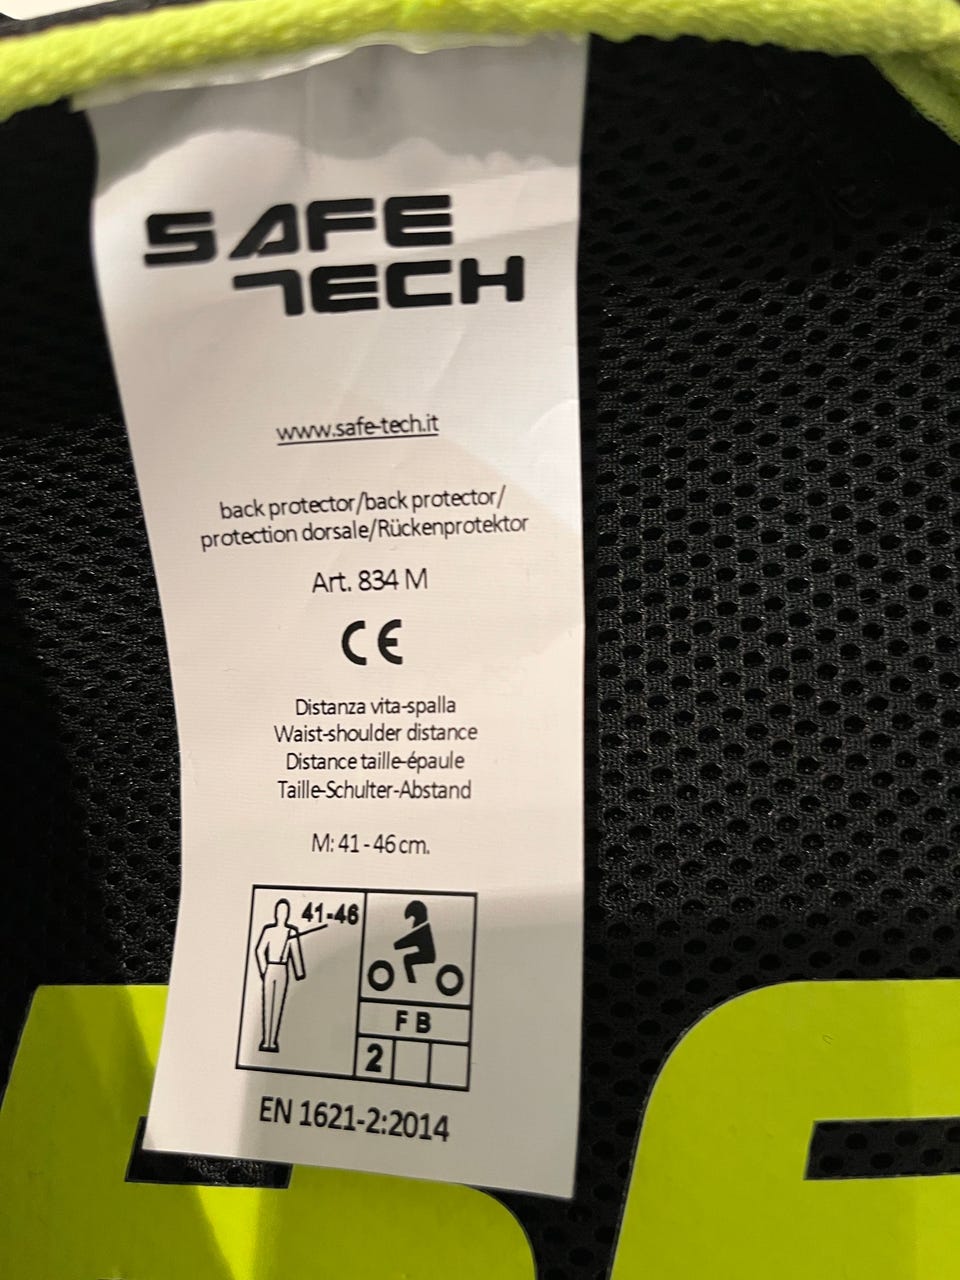 SAFE
TECH
www.safe-tech.it
back protector/back protector/
protection dorsale/Rückenprotektor
Art. 834 M
CE
Distanza vita-spalla
Waist-shoulder distance
Distance taille-épaule
Taille-Schulter-Abstand
M: 41 - 46 cm.
41-46
F B
2
EN 1621-2:2014